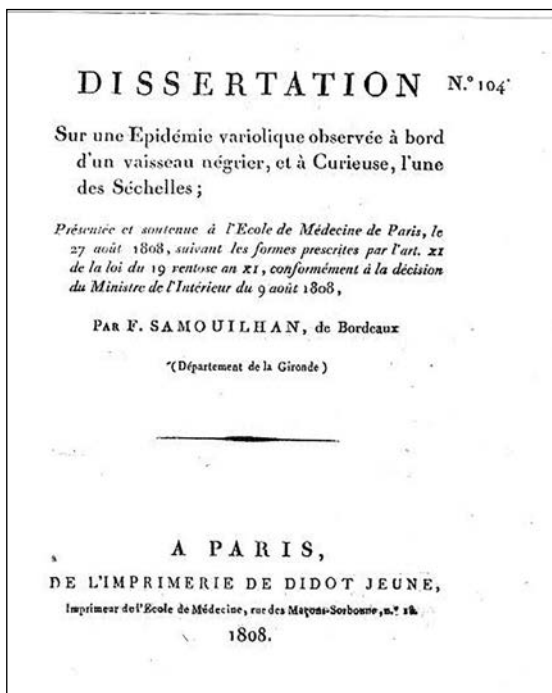 DISSERTATION N.º 104.
Sur une Epidémie variolique observée à bord
d'un vaisseau négrier, et à Curieuse, l'une
des Séchelles ;
Présentée et soutenue à l'Ecole de Médecine de Paris, le
27 août 1808, suivant les formes prescrites par l'art. XI
de la loi du 19 ventose an XI, conformément à la décision
du Ministre de l'Intérieur du 9 août 1808,
PAR F. SAMOUILHAN, de Bordeaux
(Département de la Gironde)
A PARIS,
DE L'IMPRIMERIE DE DIDOT JEUNE,
Imprimeur de l'École de Médecine, rue des Maçons-Sorbonne, n.º
1808.